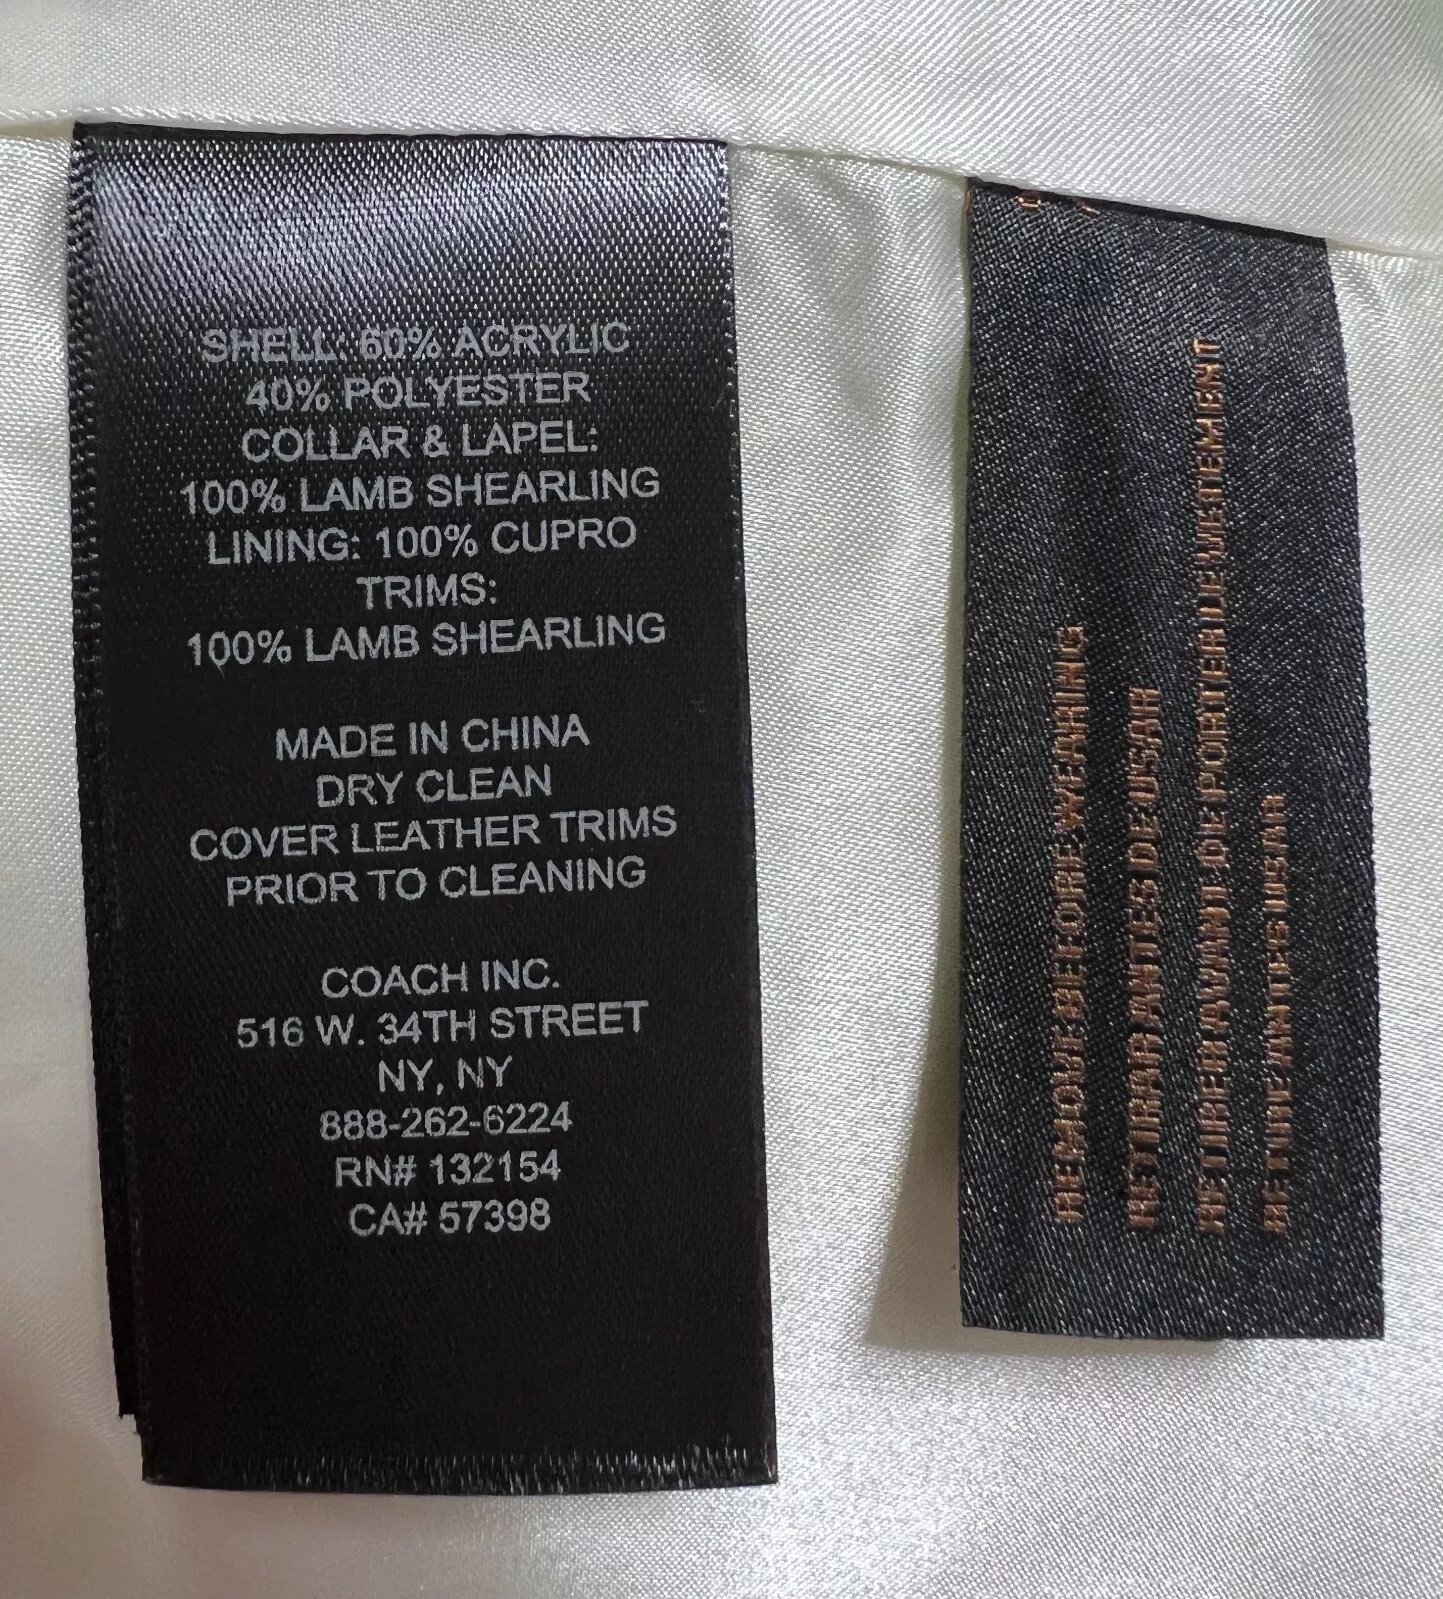 SHELL: 60% ACRYLIC
40% POLYESTER
COLLAR & LAPEL:
100% LAMB SHEARLING
LINING: 100% CUPRO
TRIMS:
100% LAMB SHEARLING
MADE IN CHINA
DRY CLEAN
COVER LEATHER TRIMS
PRIOR TO CLEANING
COACH INC.
516 W. 34TH STREET
NY, NY
888-262-6224
RN# 132154
CA# 57398
REMOVE BEFORE WEARING
RETIRAR ANTES DE USAR
RETIRER AVANT DE PORTER LE VETEMENT
RETIRE ANTES USAR